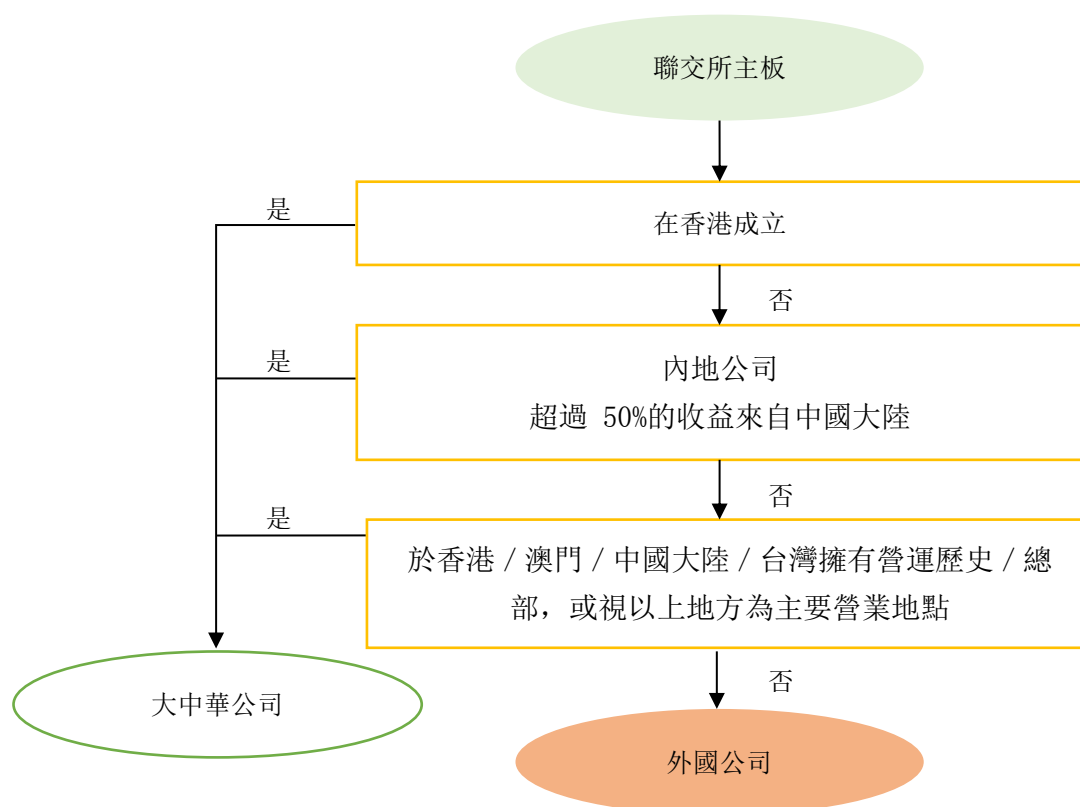 聯交所主板
是
在香港成立
否
是
內地公司
超過 50%的收益來自中國大陸
否
是
於香港／澳門／中國大陸／台灣擁有營運歷史／總
部，或視以上地方為主要營業地點
否
大中華公司
外國公司